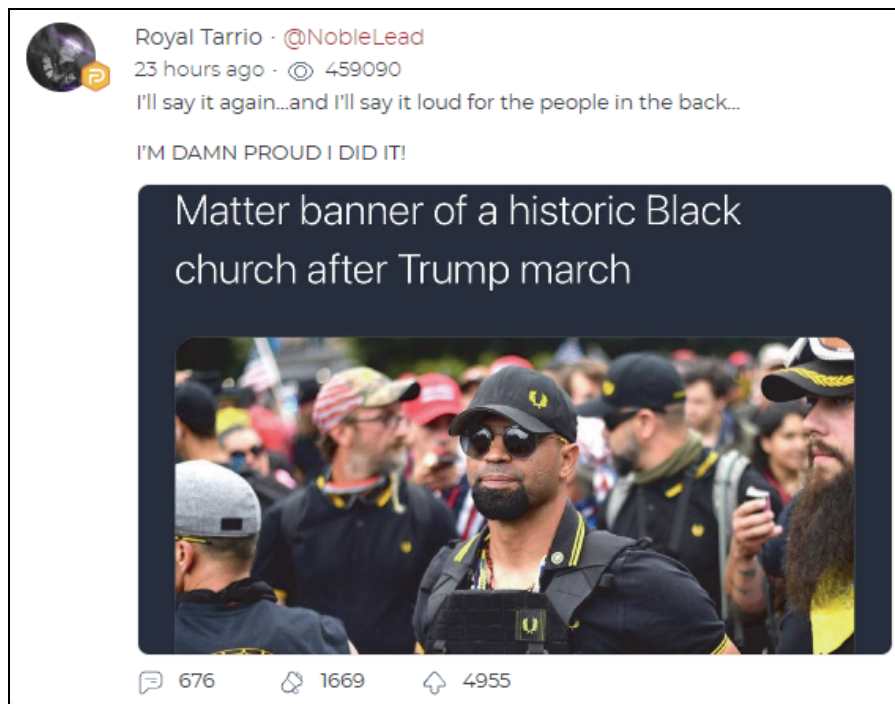 Royal Tarrio · @NobleLead
23 hours ago · 459090
I'll say it again...and I'll say it loud for the people in the back...
I'M DAMN PROUD I DID IT!
Matter banner of a historic Black
church after Trump march
676 1669 4955